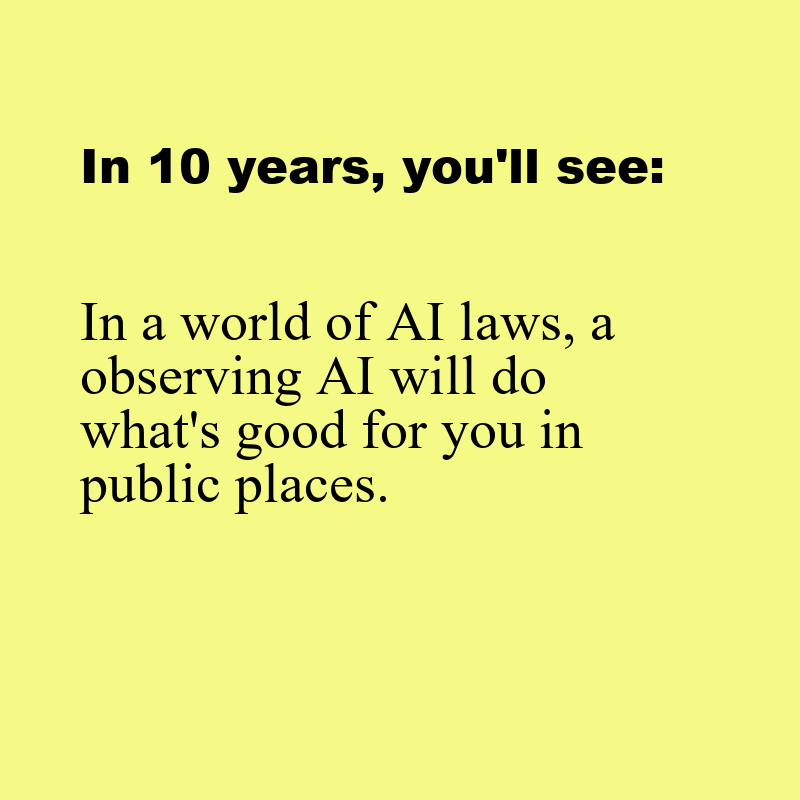 In 10 years, you'll see:
In a world of AI laws, a
observing AI will do
what's good for you in
public places.